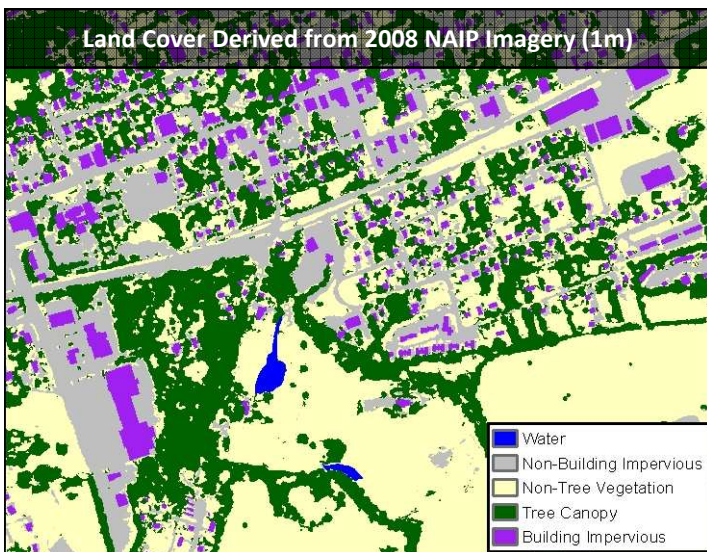 Land Cover Derived from 2008 NAIP Imagery (1m)
Water
Non-Building Impervious
Non-Tree Vegetation
Tree Canopy
Building Impervious